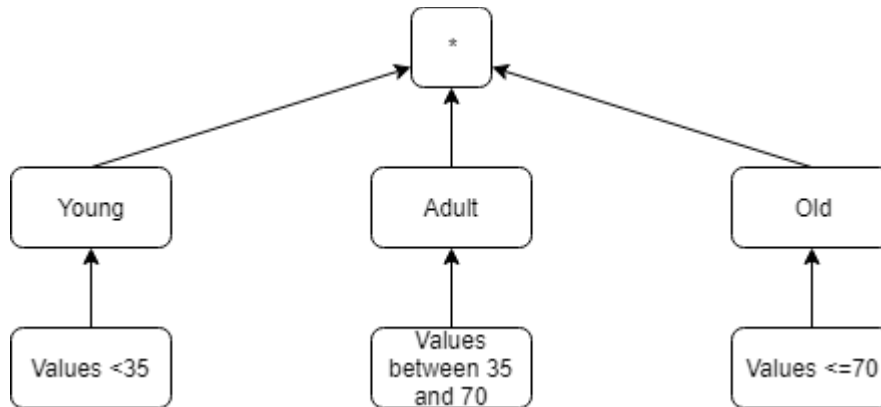 *
Young
Adult
Old
Values <35
Values
between 35
and 70
Values <=70